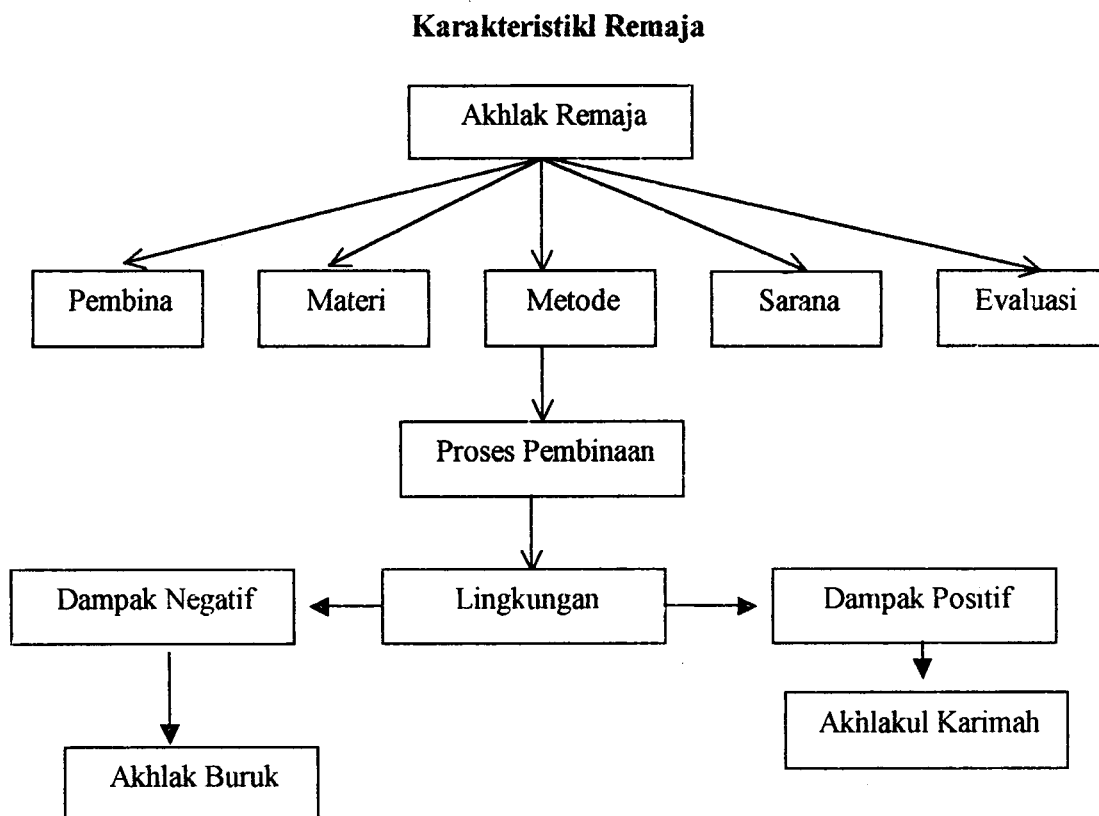 Karakteristikl Remaja
Akhlak Remaja
Pembina
Materi
Metode
Sarana
Evaluasi
Proses Pembinaan
Dampak Negatif
Lingkungan
Dampak Positif
Akhlakul Karimah
Akhlak Buruk